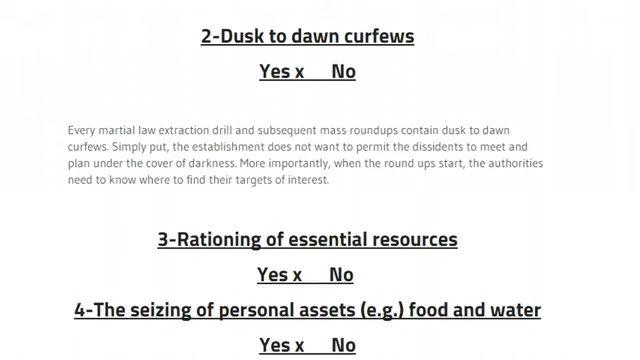 2-Dusk to dawn curfews
Yes x No
Every martial law extraction drill and subsequent mass roundups contain dusk to dawn
curfews. Simply put, the establishment does not want to permit the dissidents to meet and
plan under the cover of darkness. More importantly, when the round ups start, the authorities
need to know where to find their targets of interest.
3-Rationing of essential resources
Yes x No
4-The seizing of personal assets (e.g.) food and water
Yes x No